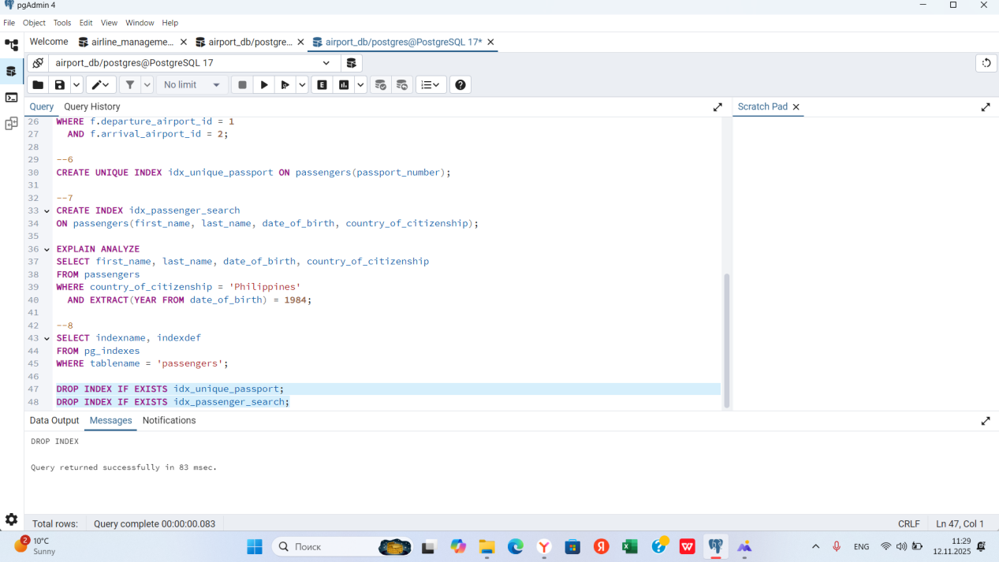 pgAdmin 4
File Object Tools Edit View Window Help
Welcome airline_manageme... airport_db/postgre... airport_db/postgres@PostgreSQL 17*
airport_db/postgres@PostgreSQL 17
No limit
Query Query History
Scratch Pad
26 WHERE f.departure_airport_id = 1
27 AND f.arrival_airport_id = 2;
28
29 --6
30 CREATE UNIQUE INDEX idx_unique_passport ON passengers(passport_number);
31
32 --7
33 CREATE INDEX idx_passenger_search
34 ON passengers(first_name, last_name, date_of_birth, country_of_citizenship);
35
36 EXPLAIN ANALYZE
37 SELECT first_name, last_name, date_of_birth, country_of_citizenship
38 FROM passengers
39 WHERE country_of_citizenship = 'Philippines'
40 AND EXTRACT(YEAR FROM date_of_birth) = 1984;
41
42 --8
43 SELECT indexname, indexdef
44 FROM pg_indexes
45 WHERE tablename = 'passengers';
46
47 DROP INDEX IF EXISTS idx_unique_passport;
48 DROP INDEX IF EXISTS idx_passenger_search;
Data Output Messages Notifications
DROP INDEX
Query returned successfully in 83 msec.
Total rows: Query complete 00:00:00.083 CRLF Ln 47, Col 1
2 10°C
Sunny
Поиск
ENG
11:29
12.11.2025